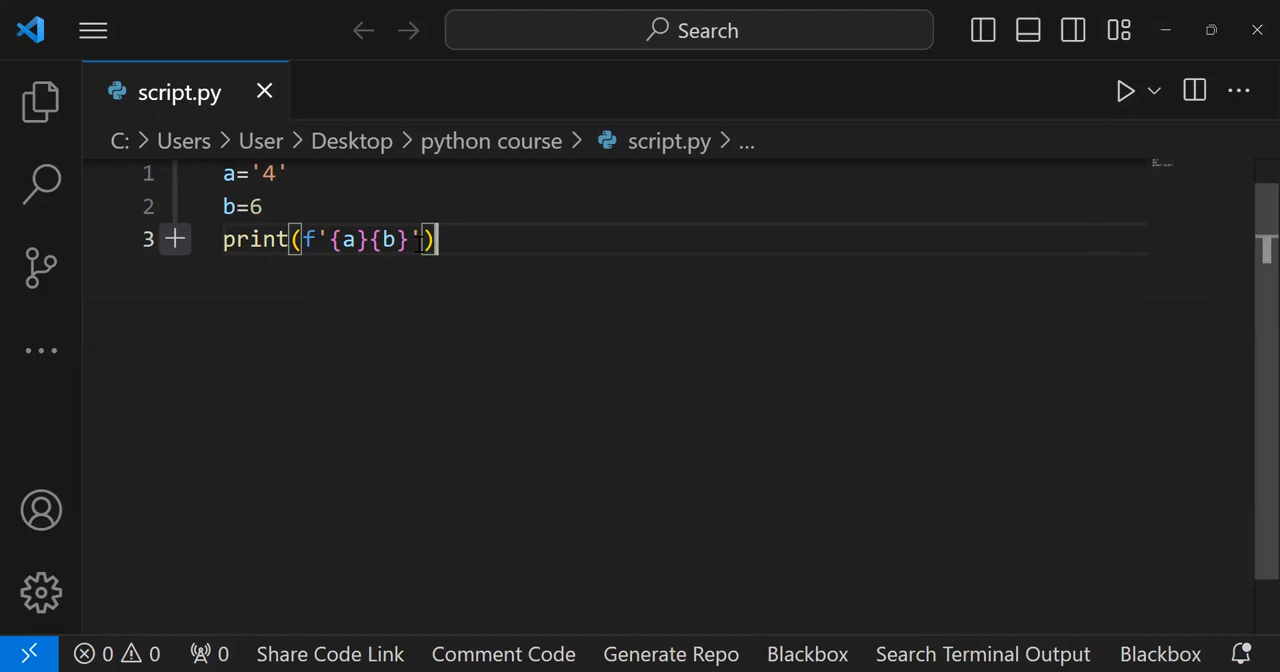 Search
script.py
C: > Users > User > Desktop > python course > script.py > ...
1 a='4'
2 b=6
3 print(f'{a}{b}')
0 0 0 Share Code Link Comment Code Generate Repo Blackbox Search Terminal Output Blackbox